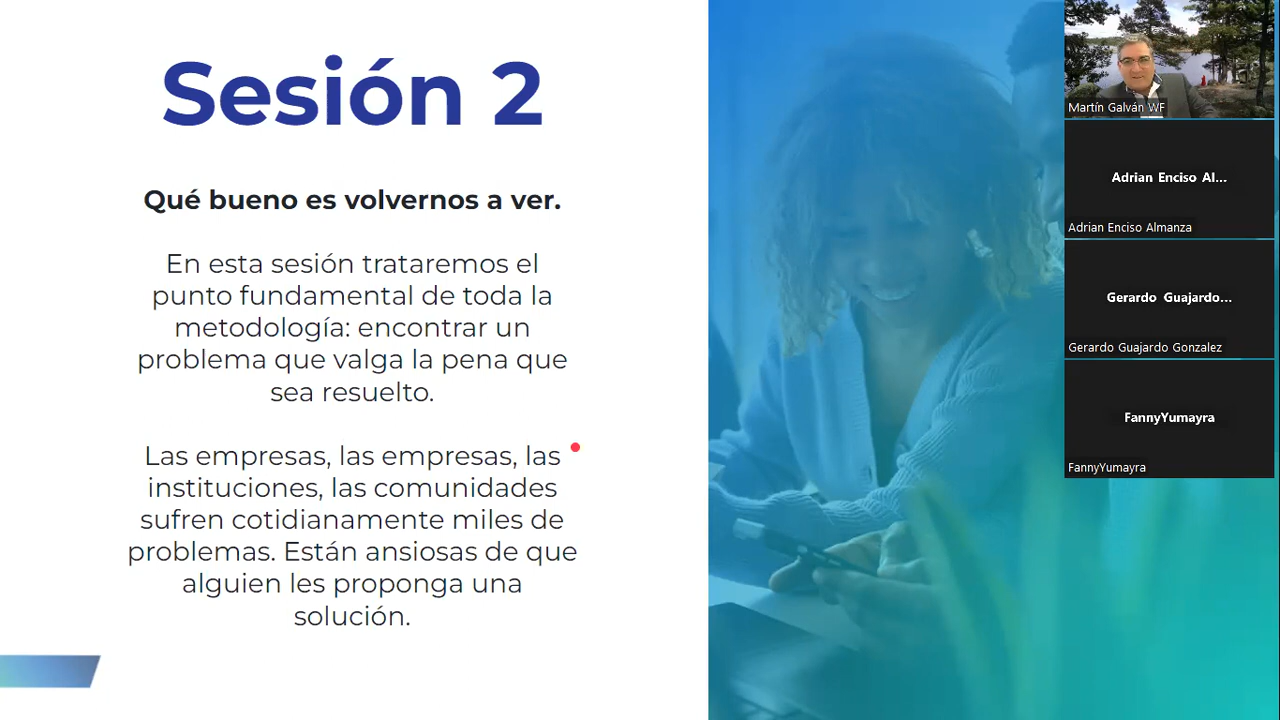 Sesión 2
Qué bueno es volvernos a ver.
En esta sesión trataremos el
punto fundamental de toda la
metodología: encontrar un
problema que valga la pena que
sea resuelto.
Las empresas, las empresas, las
instituciones, las comunidades
sufren cotidianamente miles de
problemas. Están ansiosas de que
alguien les proponga una
solución.
Martín Galván WF
Adrian Enciso Al...
Adrian Enciso Almanza
Gerardo Guajardo...
Gerardo Guajardo Gonzalez
FannyYumayra
FannyYumayra